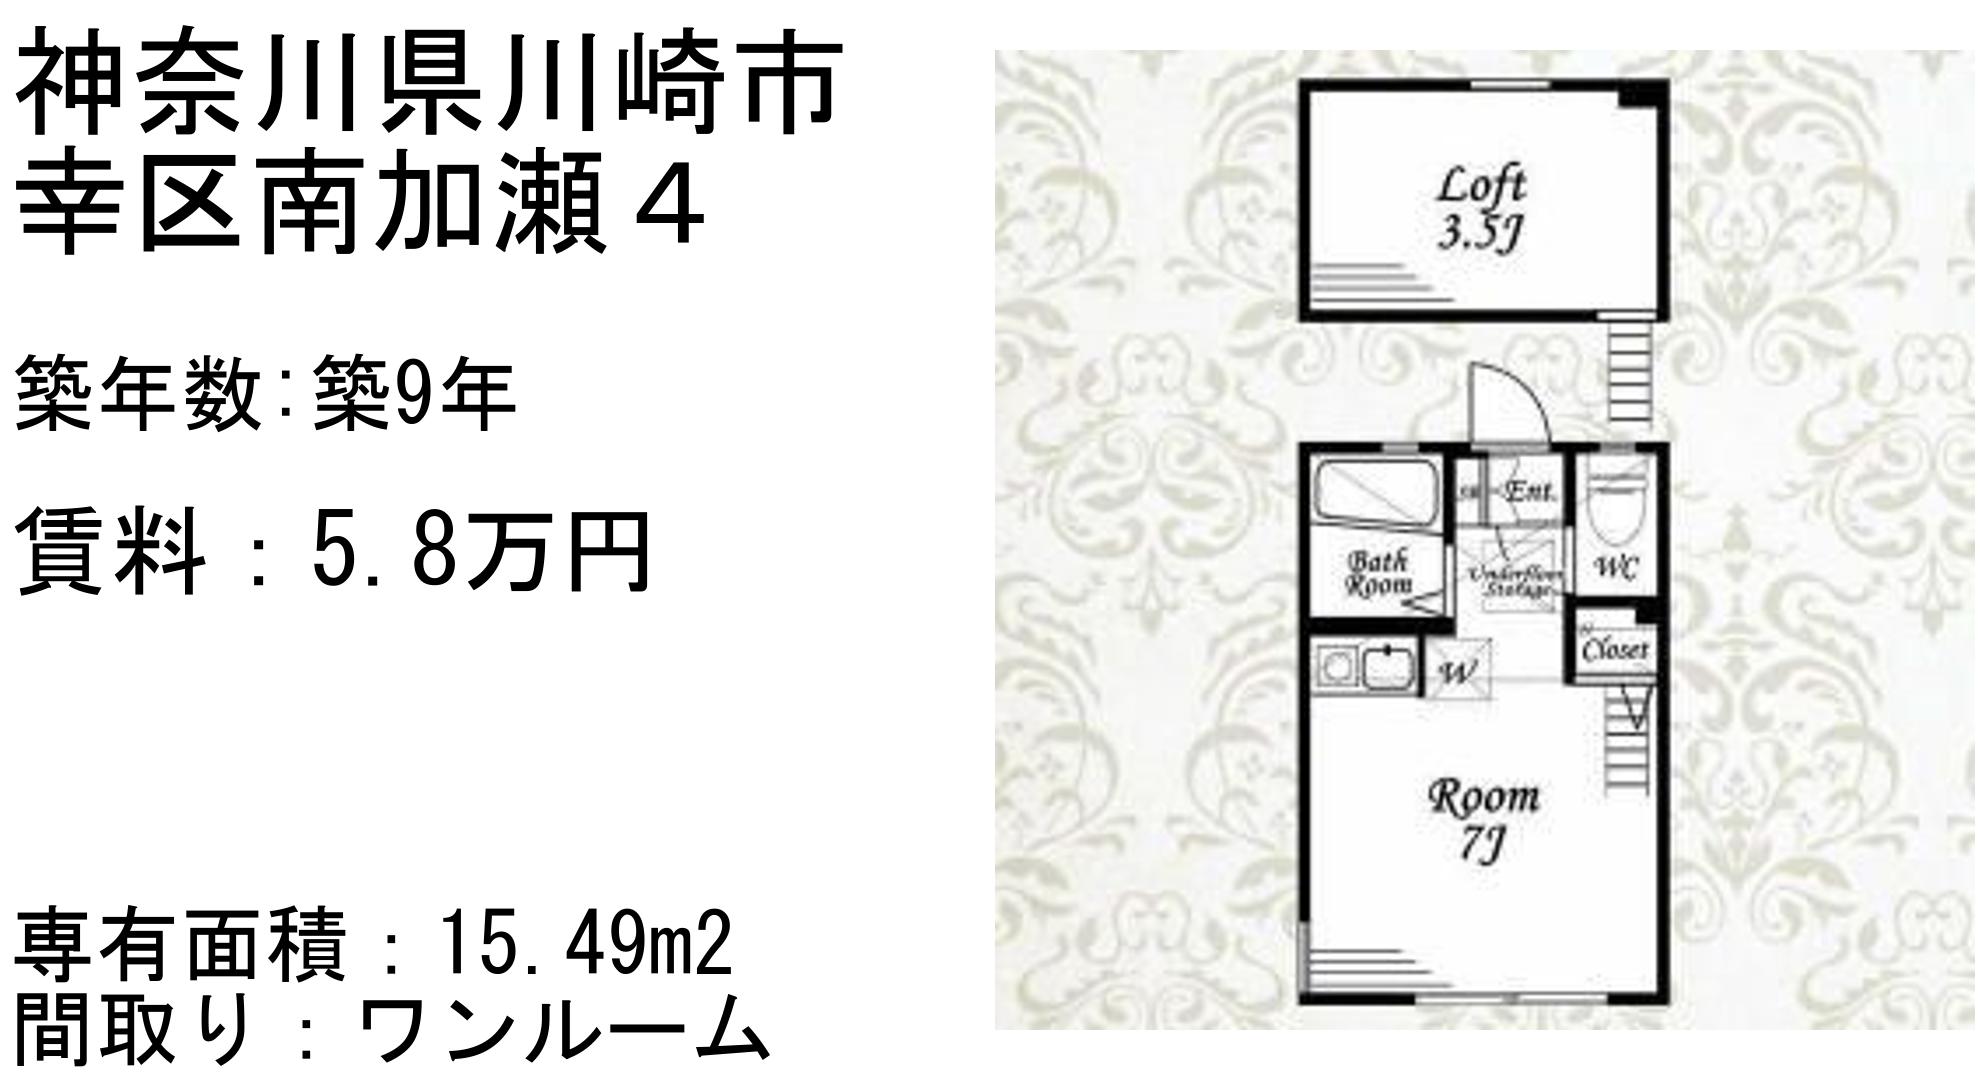 神奈川県川崎市
幸区南加瀬４
築年数:築9年
賃料：5.8万円
専有面積：15.49m2
間取り：ワンルーム
Loft
3.5J
Ent.
Bath
Room
Underfloor
Storage
WC
Closet
W
Room
7J